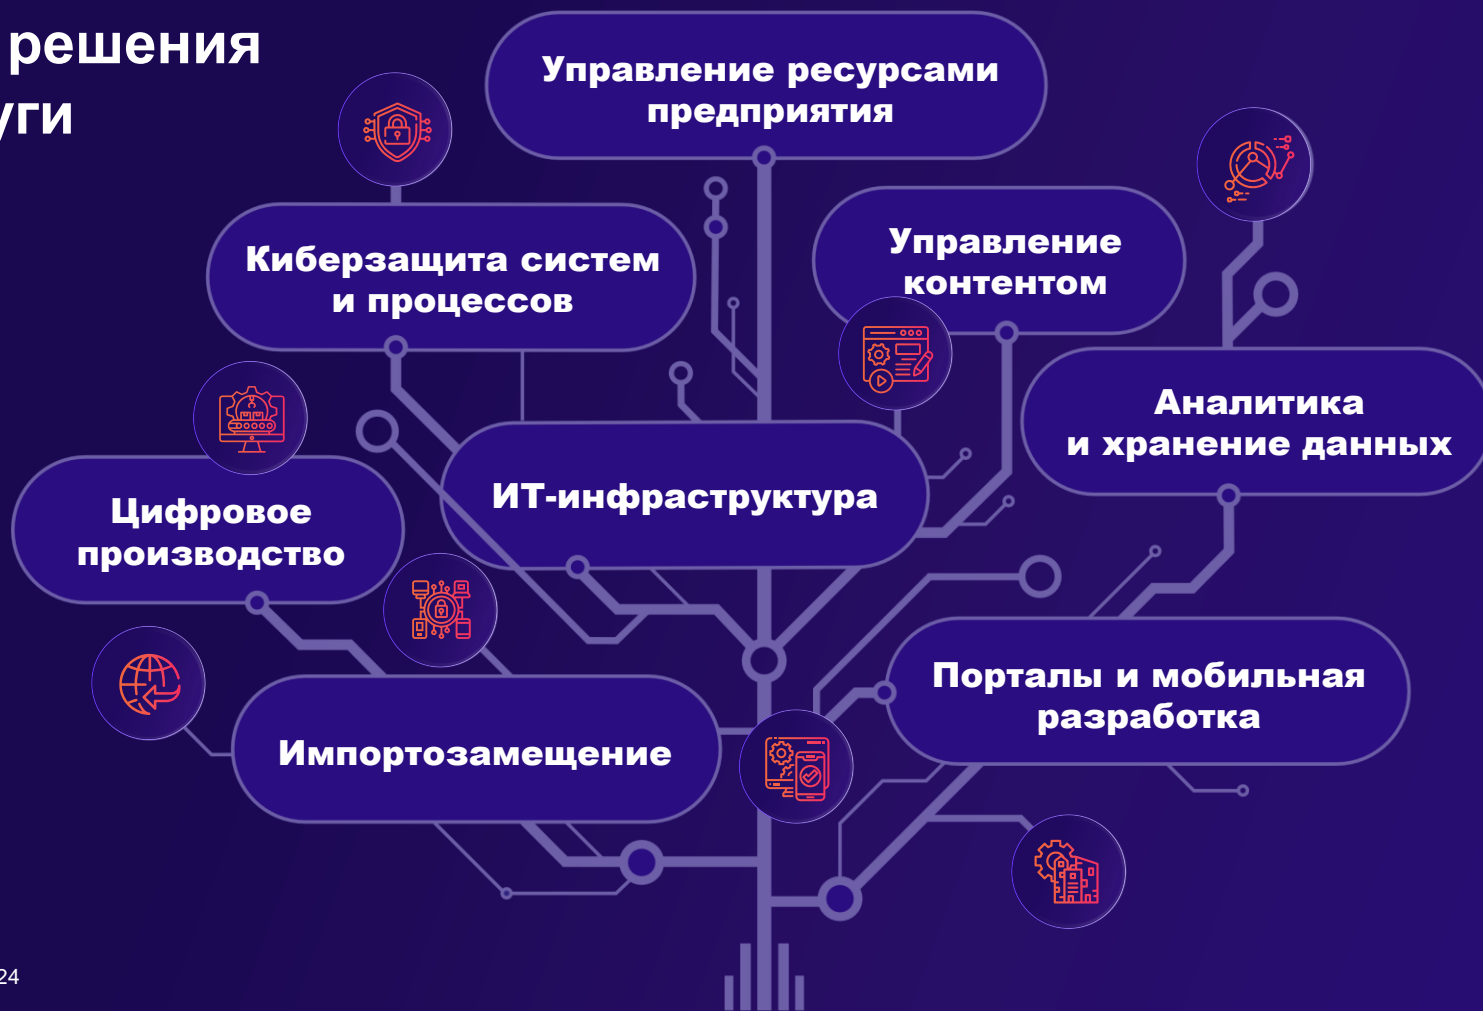 решения
уги
Управление ресурсами
предприятия
Киберзащита систем
и процессов
Управление
контентом
Аналитика
и хранение данных
ИТ-инфраструктура
Цифровое
производство
Порталы и мобильная
разработка
Импортозамещение
24